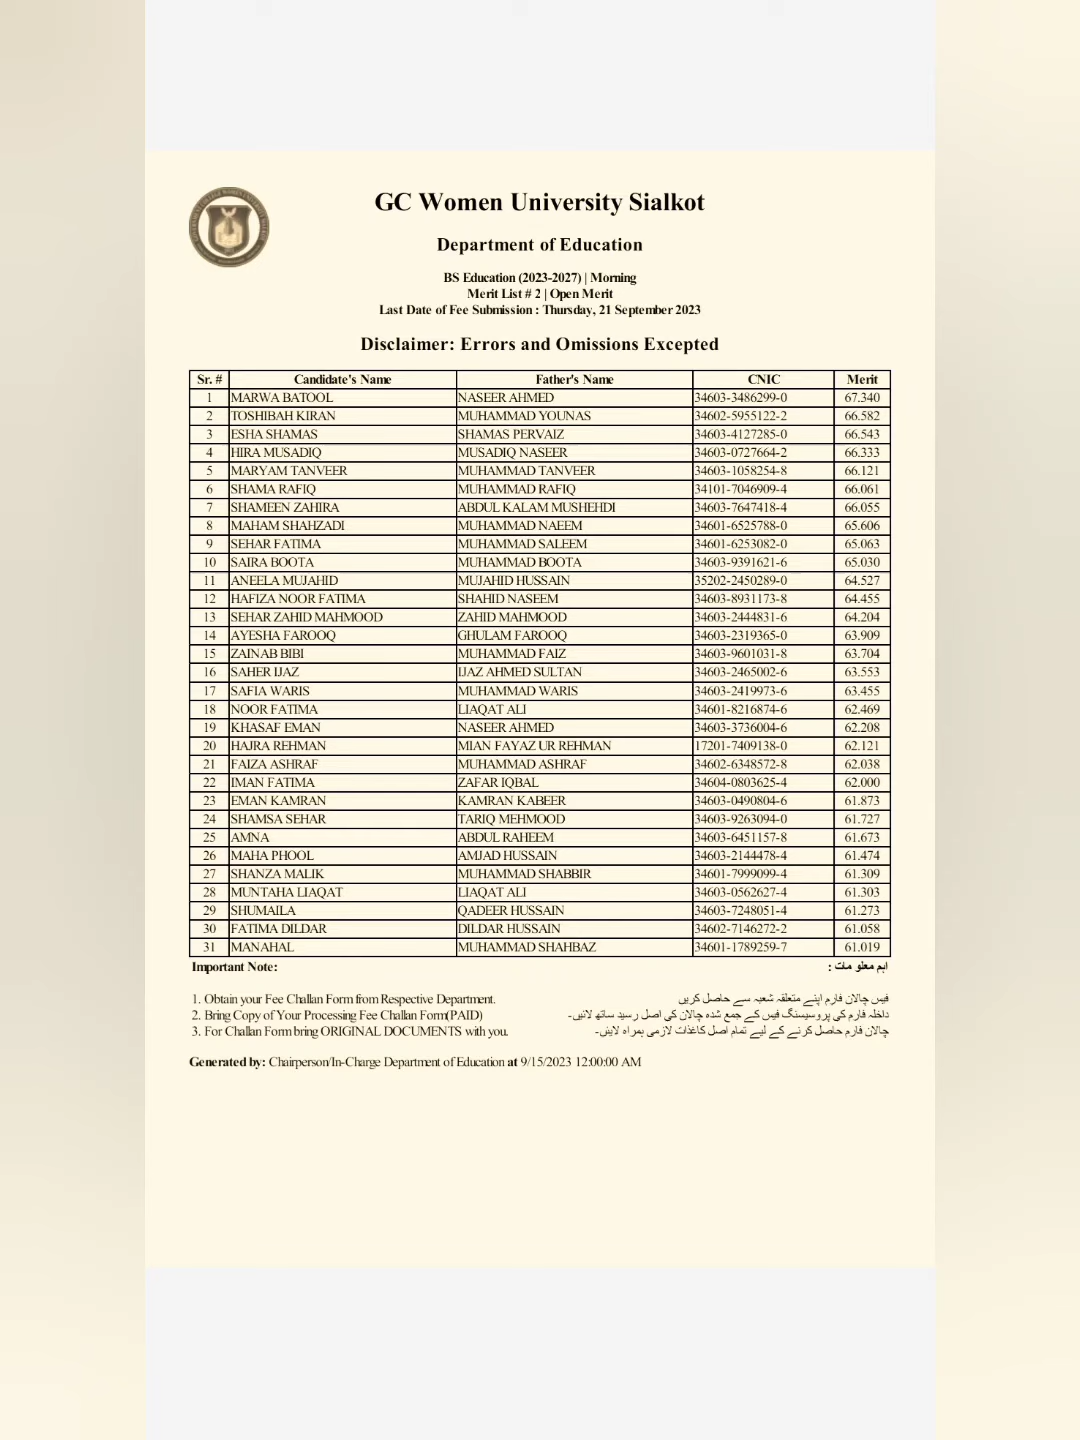 GC Women University Sialkot
Department of Education
BS Education (2023-2027) | Morning
Merit List # 2 | Open Merit
Last Date of Fee Submission : Thursday, 21 September 2023
Disclaimer: Errors and Omissions Excepted
Sr. # Candidate's Name Father's Name CNIC Merit
1 MARWA BATOOL NASEER AHMED 34603-3486299-0 67.340
2 TOSHIBAH KIRAN MUHAMMAD YOUNAS 34602-5955122-2 66.582
3 ESHA SHAMAS SHAMAS PERVAIZ 34603-4127285-0 66.543
4 HIRA MUSADIQ MUSADIQ NASEER 34603-0727664-2 66.333
5 MARYAM TANVEER MUHAMMAD TANVEER 34603-1058254-8 66.121
6 SHAMA RAFIQ MUHAMMAD RAFIQ 34101-7046909-4 66.061
7 SHAMEEN ZAHIRA ABDUL KALAM MUSHEHDI 34603-7647418-4 66.055
8 MAHAM SHAHZADI MUHAMMAD NAEEM 34601-6525788-0 65.606
9 SEHAR FATIMA MUHAMMAD SALEEM 34601-6253082-0 65.063
10 SAIRA BOOTA MUHAMMAD BOOTA 34603-9391621-6 65.030
11 ANEELA MUJAHID MUJAHID HUSSAIN 35202-2450289-0 64.527
12 HAFIZA NOOR FATIMA SHAHID NASEEM 34603-8931173-8 64.455
13 SEHAR ZAHID MAHMOOD ZAHID MAHMOOD 34603-2444831-6 64.204
14 AYESHA FAROOQ GHULAM FAROOQ 34603-2319365-0 63.909
15 ZAINAB BIBI MUHAMMAD FAIZ 34603-9601031-8 63.704
16 SAHER IJAZ IJAZ AHMED SULTAN 34603-2465002-6 63.553
17 SAFIA WARIS MUHAMMAD WARIS 34603-2419973-6 63.455
18 NOOR FATIMA LIAQAT ALI 34601-8216874-6 62.469
19 KHASAF EMAN NASEER AHMED 34603-3736004-6 62.208
20 HAJRA REHMAN MIAN FAYAZ UR REHMAN 17201-7409138-0 62.121
21 FAIZA ASHRAF MUHAMMAD ASHRAF 34602-6348572-8 62.038
22 IMAN FATIMA ZAFAR IQBAL 34604-0803625-4 62.000
23 EMAN KAMRAN KAMRAN KABEER 34603-0490804-6 61.873
24 SHAMSA SEHAR TARIQ MEHMOOD 34603-9263094-0 61.727
25 AMNA ABDUL RAHEEM 34603-6451157-8 61.673
26 MAHA PHOOL AMJAD HUSSAIN 34603-2144478-4 61.474
27 SHANZA MALIK MUHAMMAD SHABBIR 34601-7999099-4 61.309
28 MUNTAHA LIAQAT LIAQAT ALI 34603-0562627-4 61.303
29 SHUMAILA QADEER HUSSAIN 34603-7248051-4 61.273
30 FATIMA DILDAR DILDAR HUSSAIN 34602-7146272-2 61.058
31 MANAHAL MUHAMMAD SHAHBAZ 34601-1789259-7 61.019
Important Note: اہم معلو مات :
1. Obtain your Fee Challan Form from Respective Department. فیس چالان فارم اپنے متعلقہ شعبہ سے حاصل کریں
2. Bring Copy of Your Processing Fee Challan Form(PAID) داخلہ فارم کی پروسیسنگ فیس کے جمع شدہ چالان کی اصل رسید ساتھ لائیں۔
3. For Challan Form bring ORIGINAL DOCUMENTS with you. چالان فارم حاصل کرنے کے لیے تمام اصل کاغذات لازمی ہمراہ لایئں۔
Generated by: Chairperson/In-Charge Department of Education at 9/15/2023 12:00:00 AM